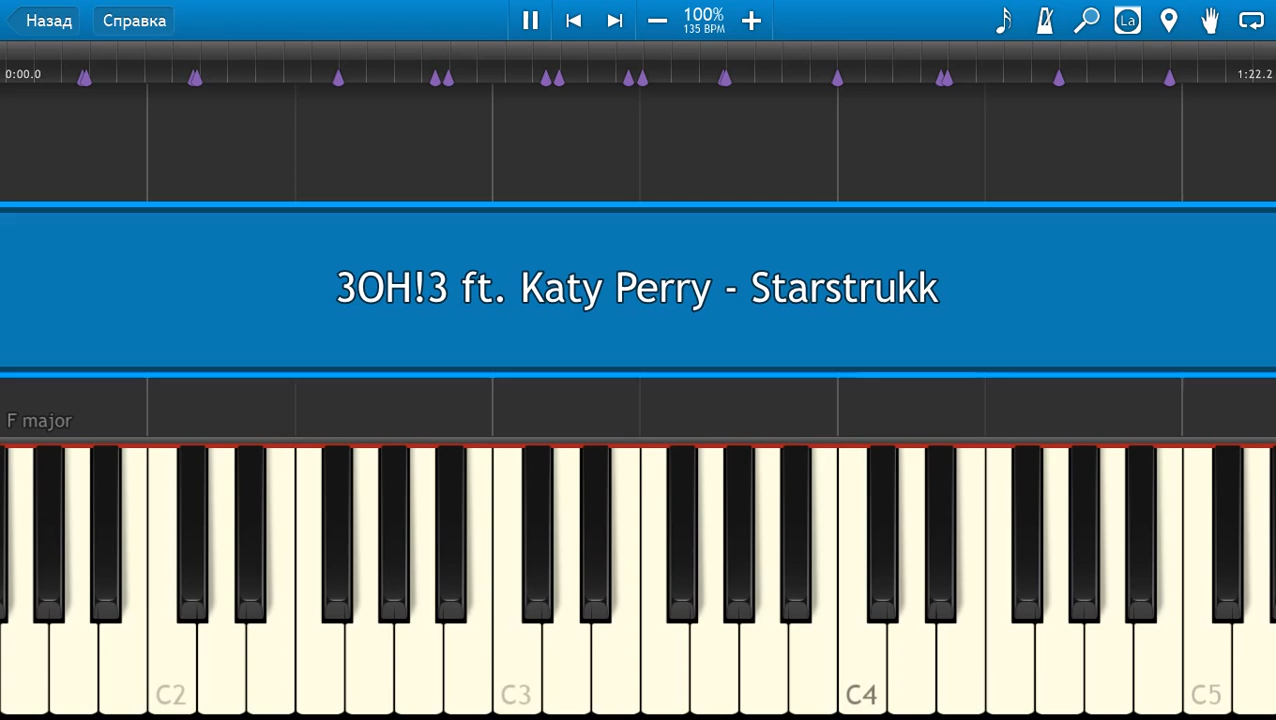 Назад
Справка
100%
135 BPM
La
0:00.0
1:22.2
3OH!3 ft. Katy Perry - Starstrukk
F major
C2
C3
C4
C5